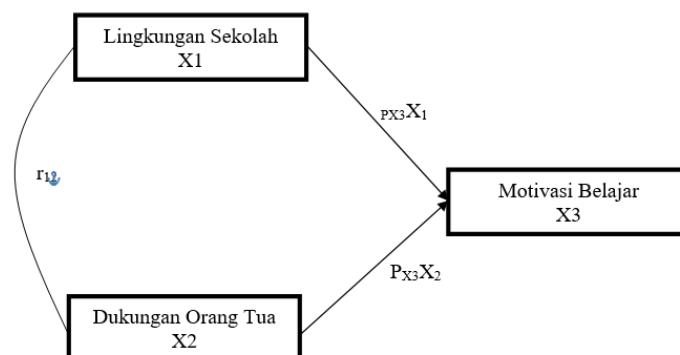 Lingkungan Sekolah
X1
PX3X1
r12
Motivasi Belajar
X3
PX3X2
Dukungan Orang Tua
X2